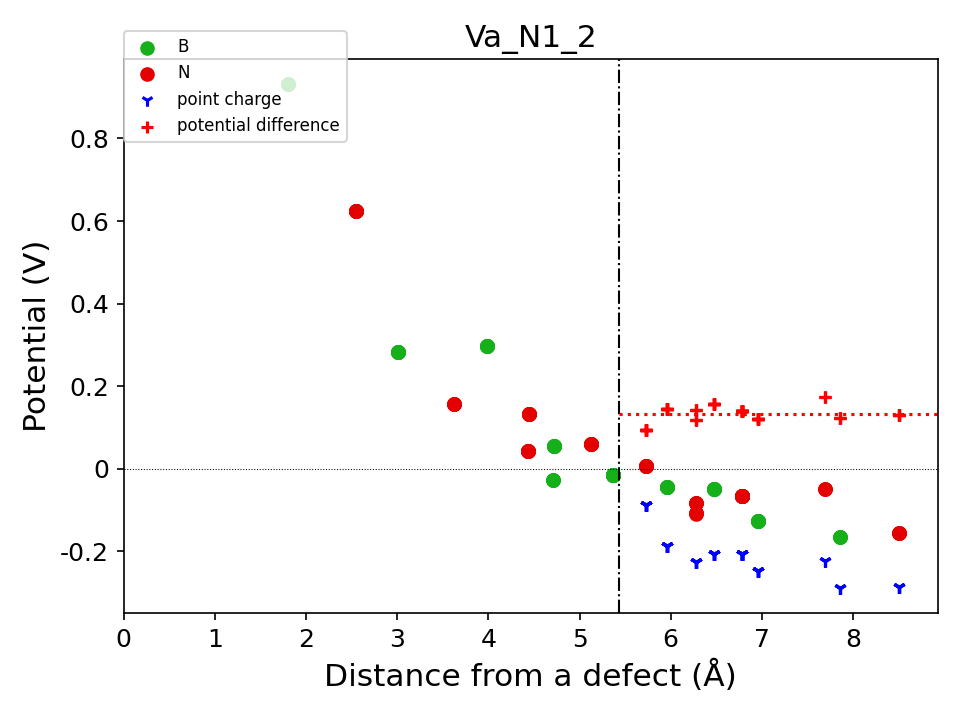 Va_N1_2
B
N
point charge
potential difference
Potential (V)
0.8
0.6
0.4
0.2
0
-0.2
0 1 2 3 4 5 6 7 8
Distance from a defect (Å)